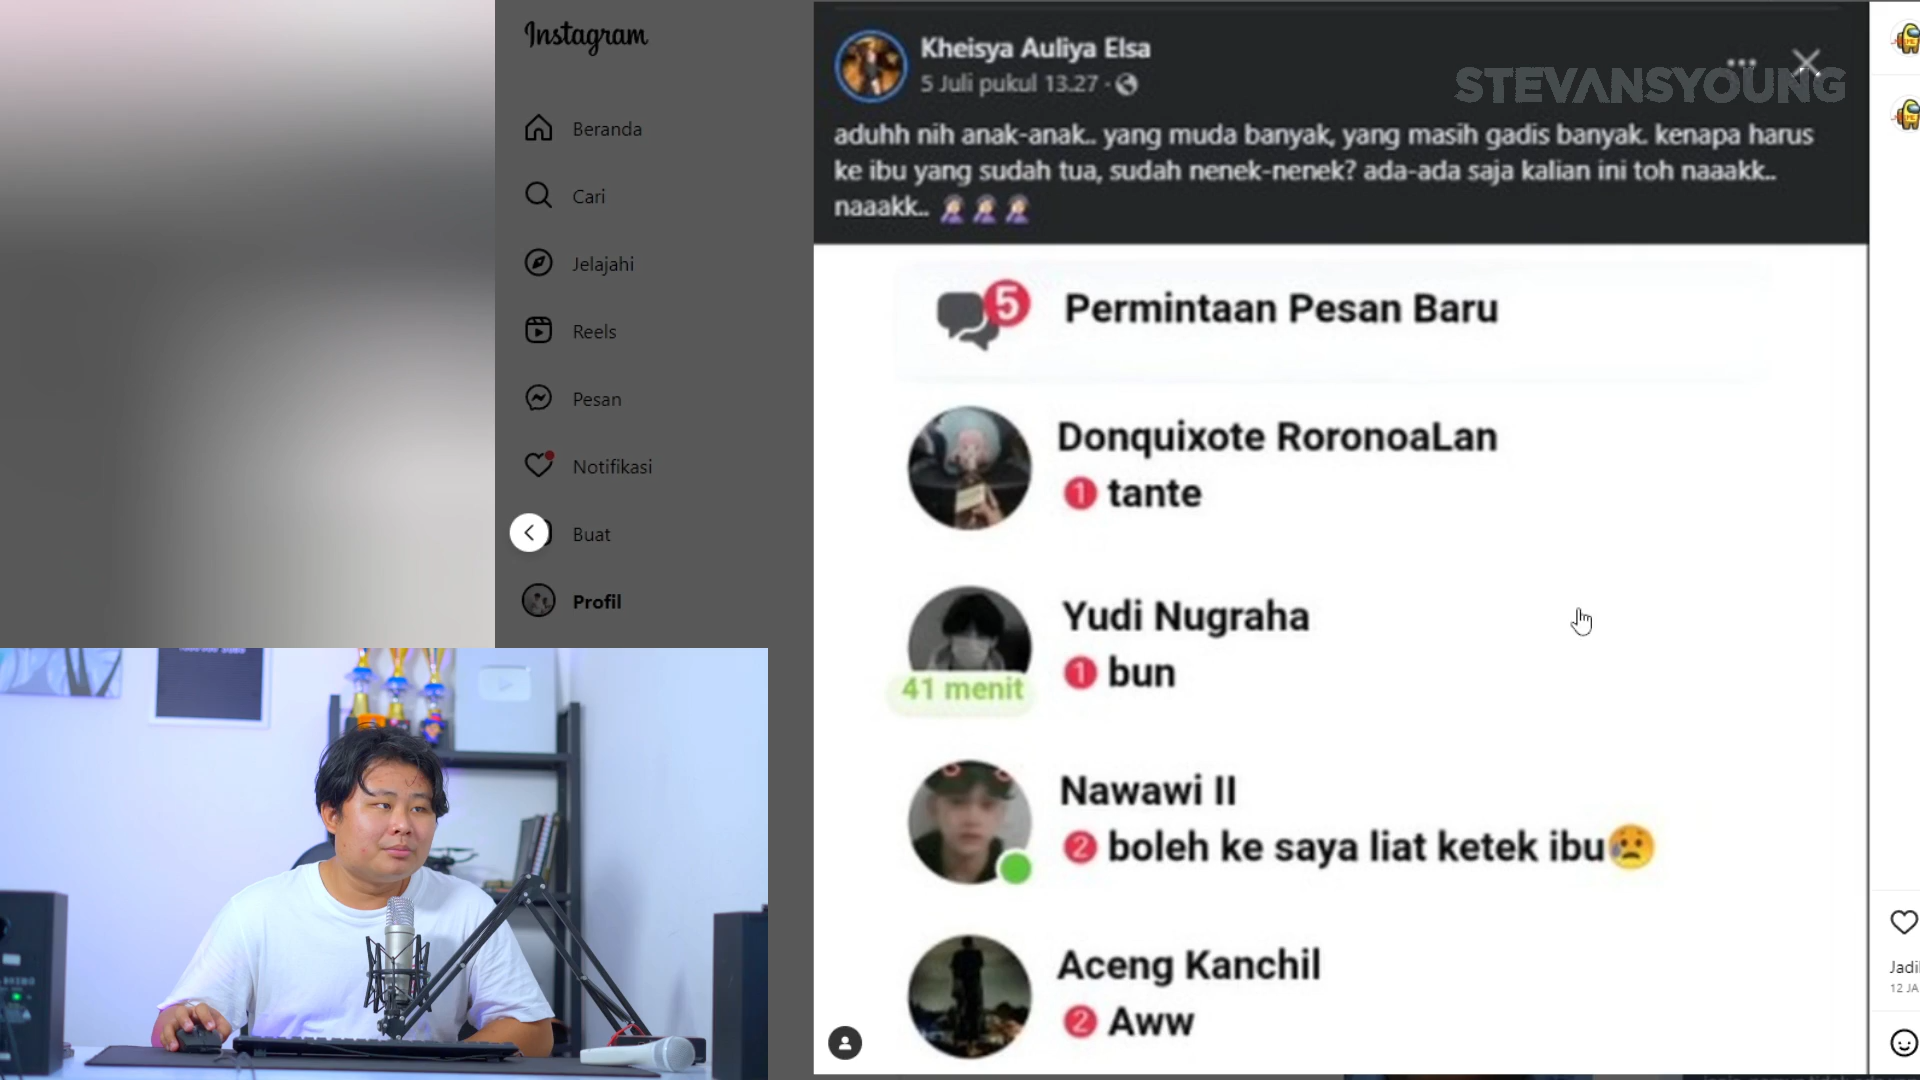 Instagram
Beranda
Cari
Jelajahi
Reels
Pesan
Notifikasi
Buat
Profil
Kheisya Auliya Elsa
5 Juli pukul 13.27 ·
STEVANSYOUNG
aduhh nih anak-anak.. yang muda banyak, yang masih gadis banyak. kenapa harus
ke ibu yang sudah tua, sudah nenek-nenek? ada-ada saja kalian ini toh naaakk..
naaakk.. 🤦🏻‍♀️🤦🏻‍♀️🤦🏻‍♀️
5 Permintaan Pesan Baru
Donquixote RoronoaLan
1 tante
Yudi Nugraha
41 menit
1 bun
Nawawi II
2 boleh ke saya liat ketek ibu😥
Aceng Kanchil
2 Aww
12 JA